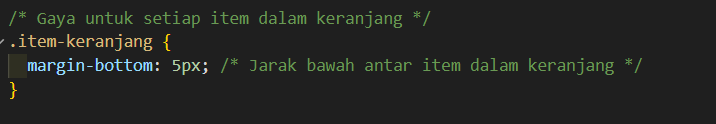 /* Gaya untuk setiap item dalam keranjang */
.item-keranjang {
margin-bottom: 5px; /* Jarak bawah antar item dalam keranjang */
}